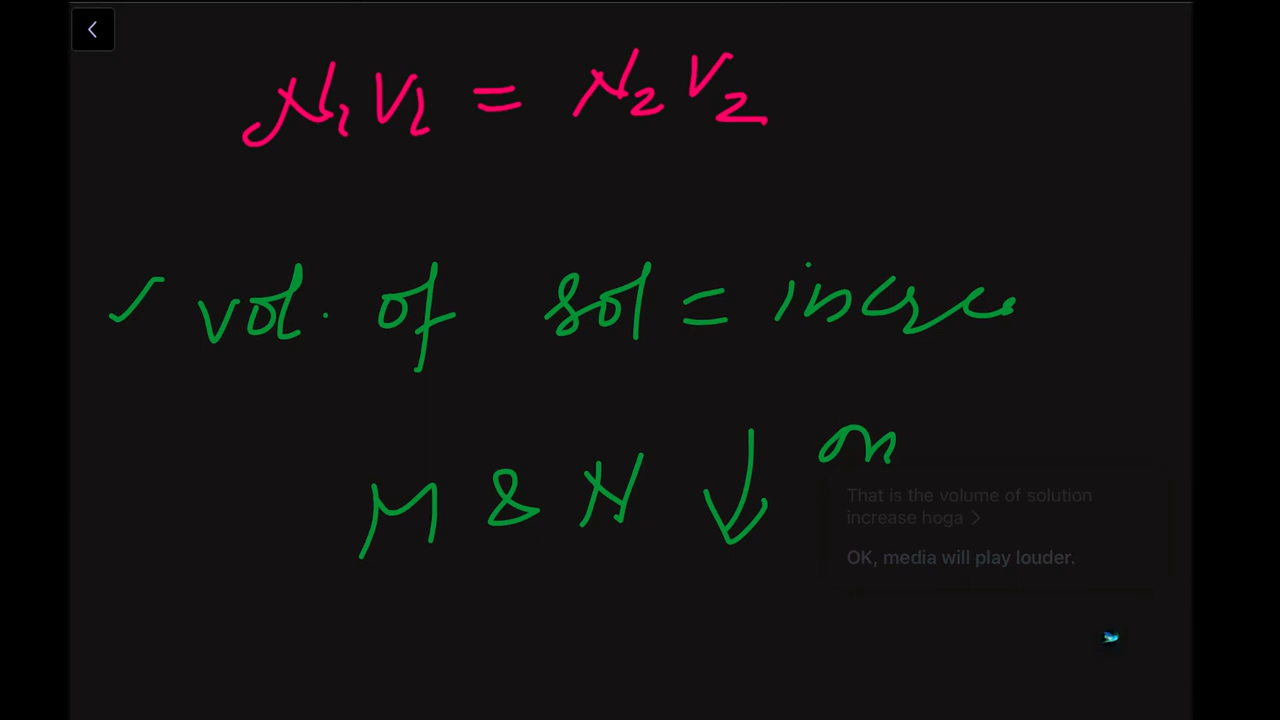 N₁V₁ = N₂V₂
✓ vol. of sol = increa
M & N ↓ on
That is the volume of solution
increase hoga >
OK, media will play louder.